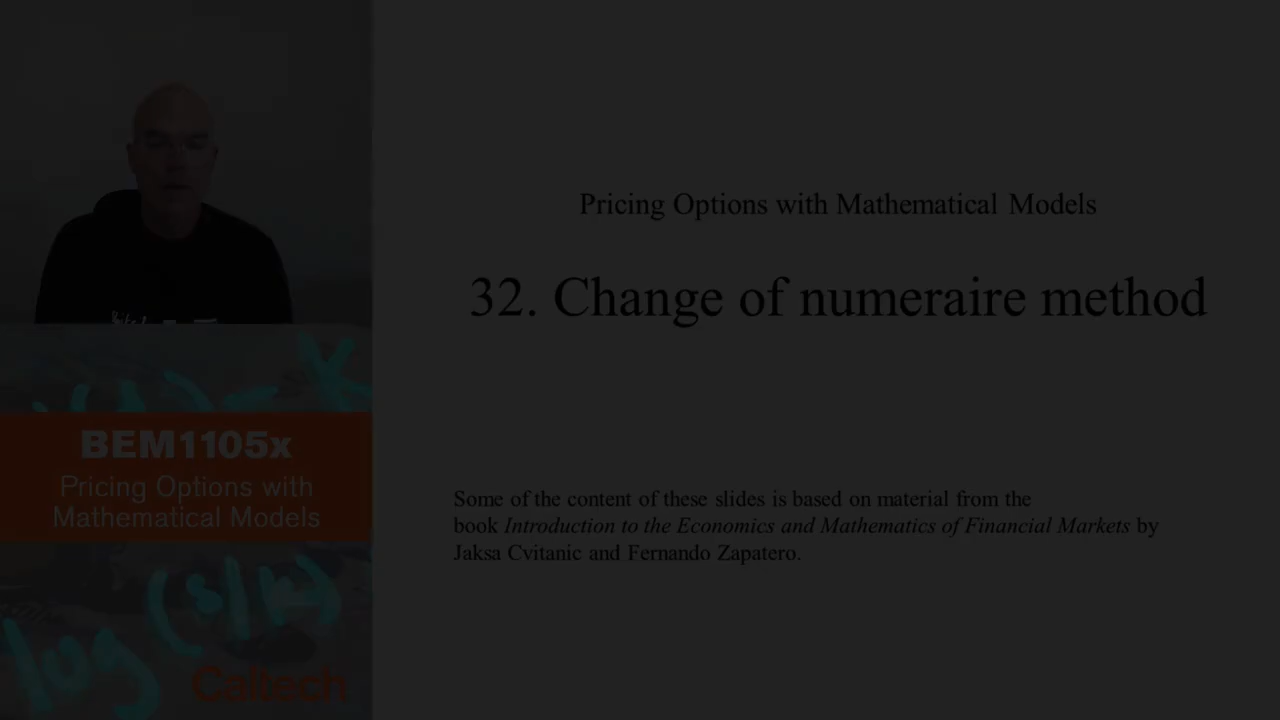 Pricing Options with Mathematical Models
32. Change of numeraire method
Some of the content of these slides is based on material from the
book Introduction to the Economics and Mathematics of Financial Markets by
Jaksa Cvitanic and Fernando Zapatero.
BEM1105x
Pricing Options with
Mathematical Models
log (s/k)
Caltech